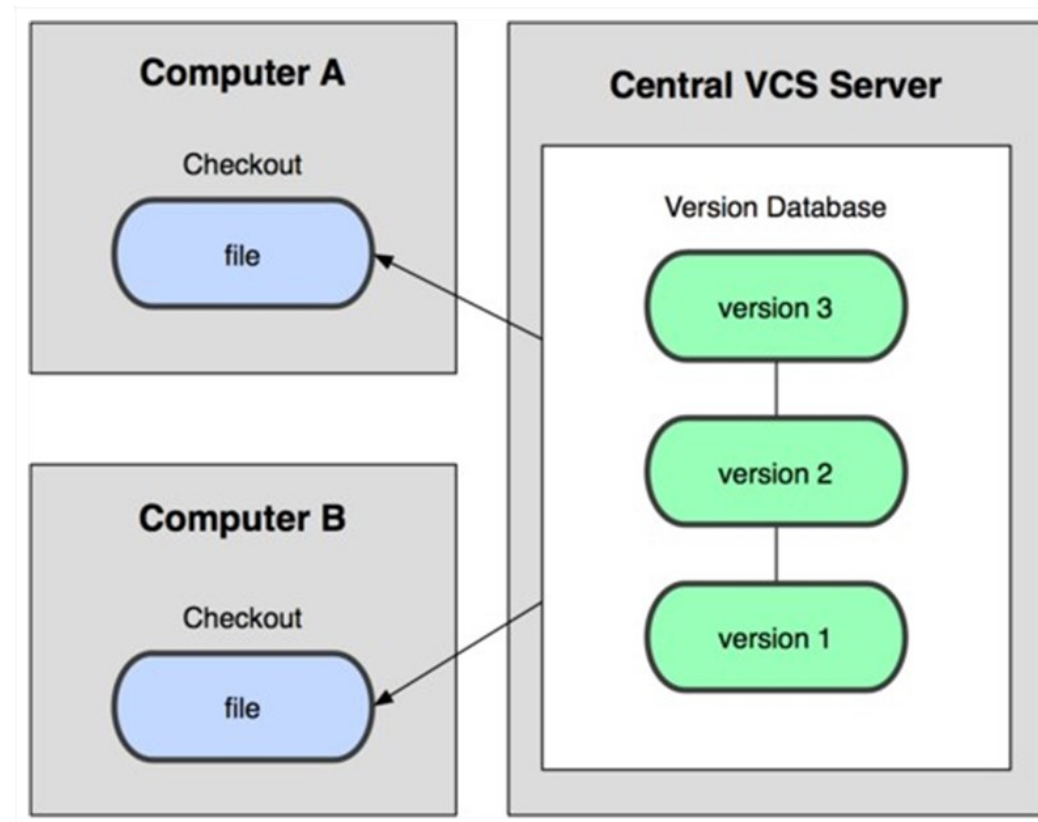 Computer A
Checkout
file
Computer B
Checkout
file
Central VCS Server
Version Database
version 3
version 2
version 1